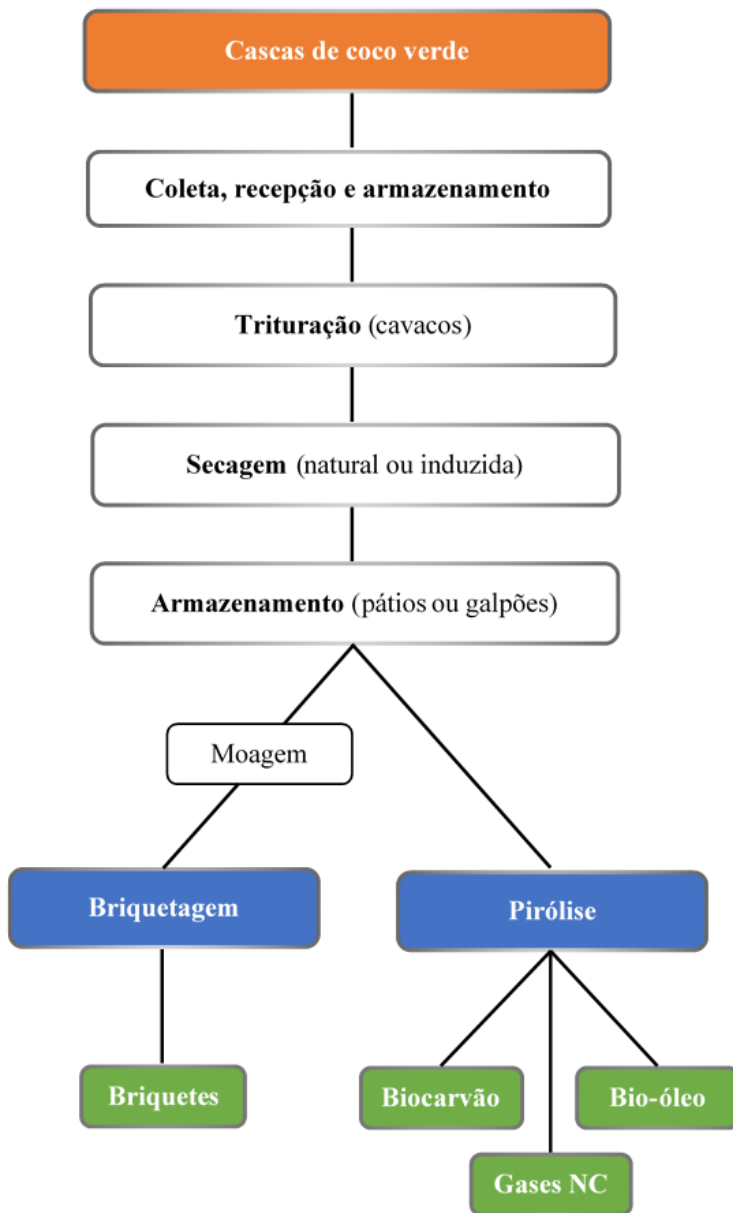 Cascas de coco verde
Coleta, recepção e armazenamento
Trituração (cavacos)
Secagem (natural ou induzida)
Armazenamento (pátios ou galpões)
Moagem
Briquetagem
Pirólise
Briquetes
Biocarvão
Bio-óleo
Gases NC